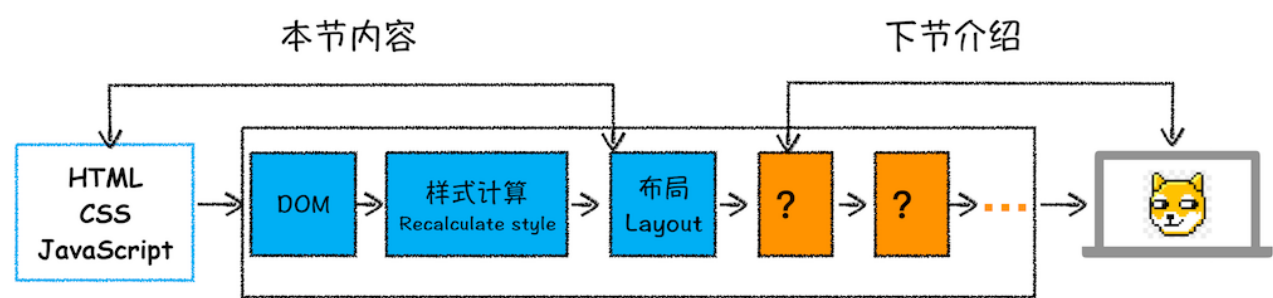 本节内容
下节介绍
HTML
CSS
JavaScript
DOM
样式计算
Recalculate style
布局
Layout
?
?
...